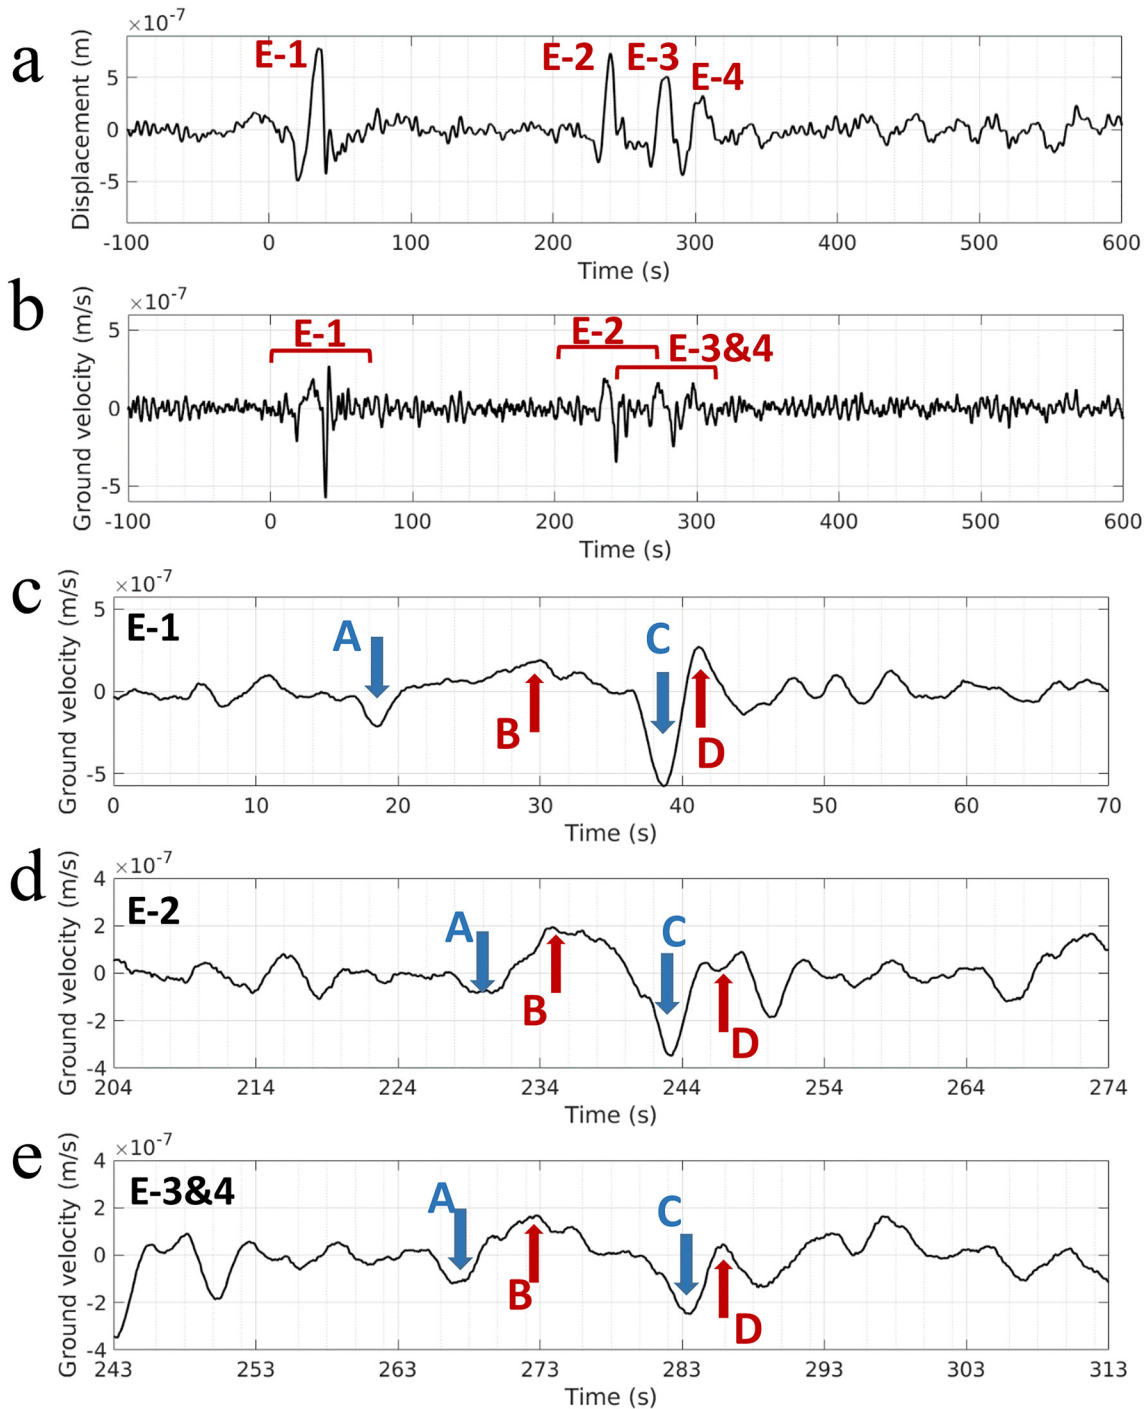 a
×10⁻⁷
Displacement (m)
5
0
-5
E-1
E-2
E-3
E-4
-100 0 100 200 300 400 500 600
Time (s)
b
×10⁻⁷
Ground velocity (m/s)
5
0
-5
E-1
E-2
E-3&4
-100 0 100 200 300 400 500 600
Time (s)
c
×10⁻⁷
Ground velocity (m/s)
5
0
-5
E-1
A
B
C
D
0 10 20 30 40 50 60 70
Time (s)
d
×10⁻⁷
Ground velocity (m/s)
4
2
0
-2
-4
E-2
A
B
C
D
204 214 224 234 244 254 264 274
Time (s)
e
×10⁻⁷
Ground velocity (m/s)
4
2
0
-2
-4
E-3&4
A
B
C
D
243 253 263 273 283 293 303 313
Time (s)